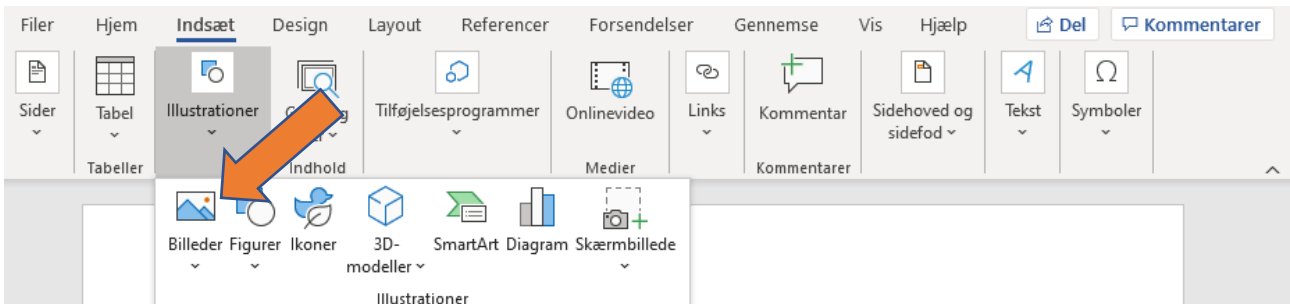 Filer Hjem Indsæt Design Layout Referencer Forsendelser Gennemse Vis Hjælp Del Kommentarer
Sider Tabel Illustrationer Tilføjelsesprogrammer Onlinevideo Links Kommentar Sidehoved og Tekst Symboler
sidefod
Tabeller Indhold Medier Kommentarer
Billeder Figurer Ikoner 3D- SmartArt Diagram Skærmbillede
modeller
Illustrationer